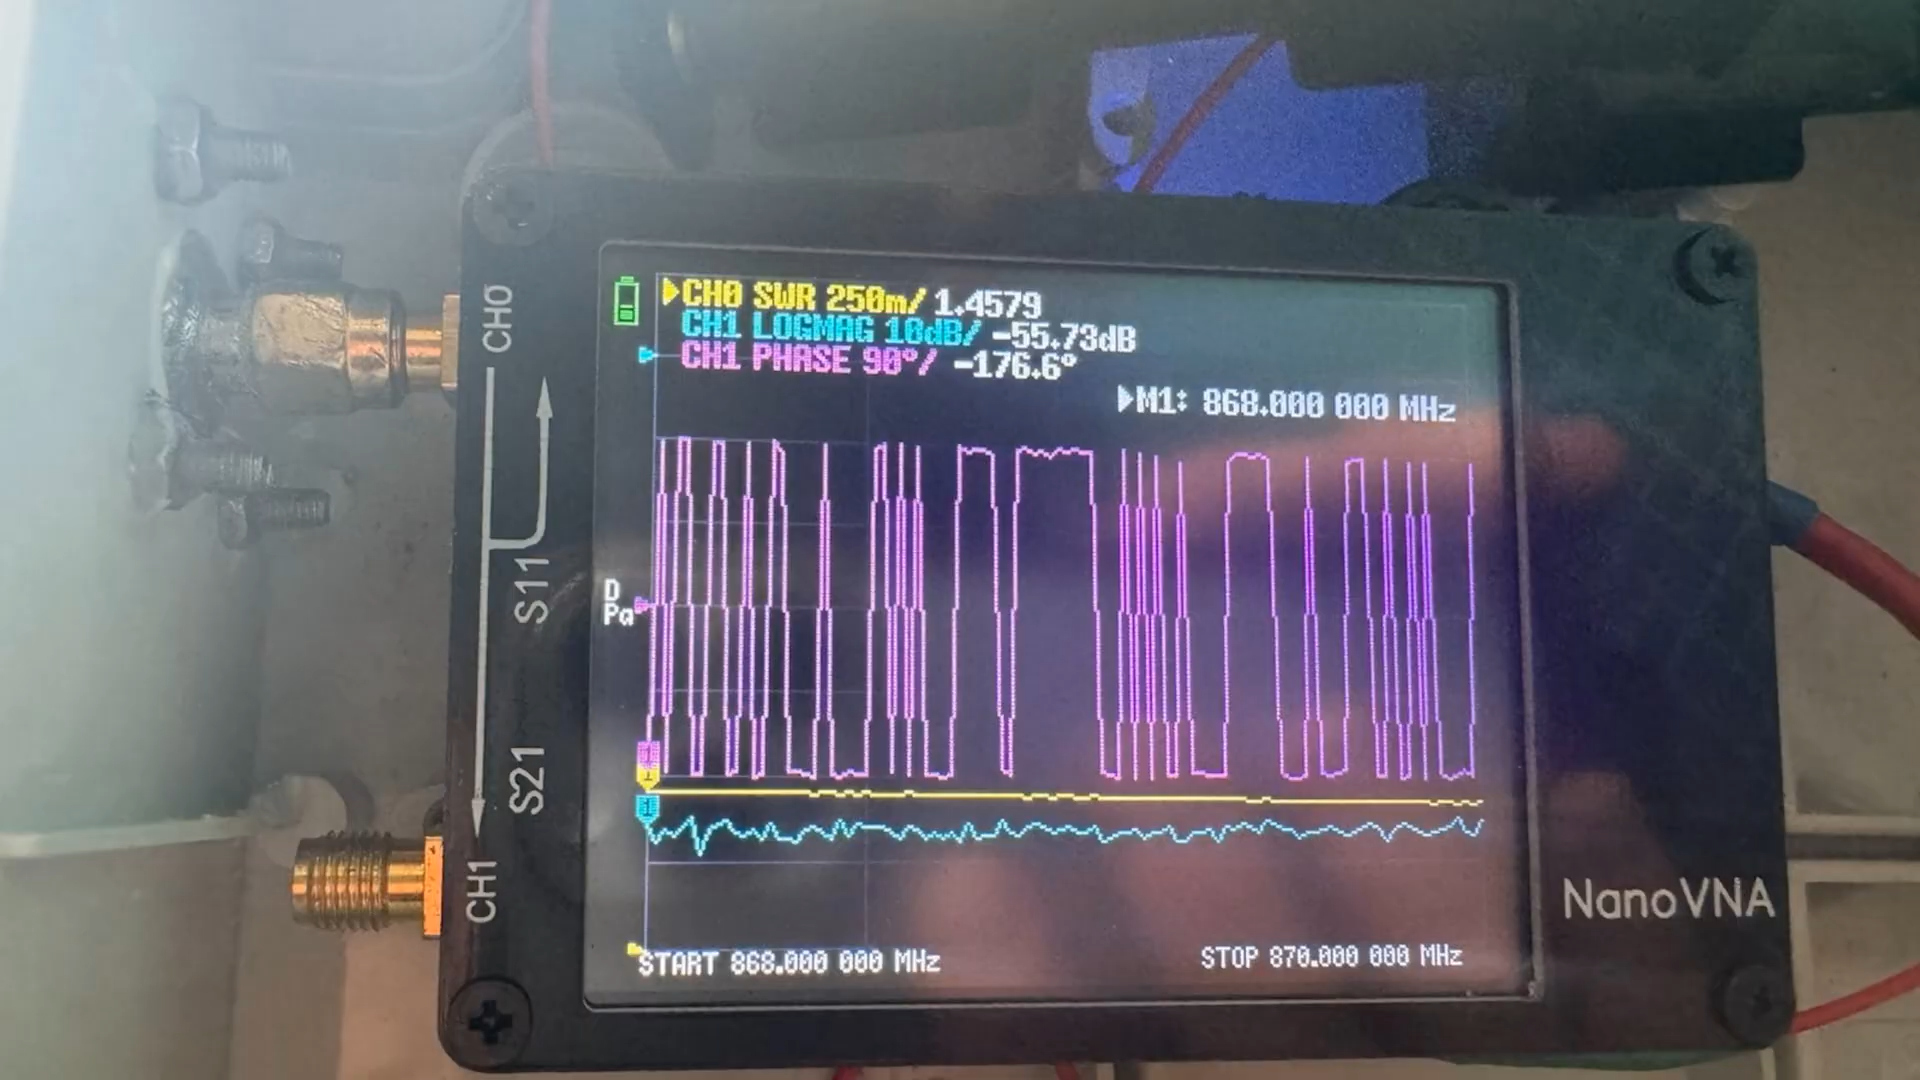 CH0 SWR 250m/ 1.4579
CH1 LOGMAG 10dB/ -55.73dB
CH1 PHASE 90°/ -176.6°
M1: 868.000 000 MHz
CH0
S11
D
Pa
S21
CH1
NanoVNA
START 868.000 000 MHz
STOP 870.000 000 MHz